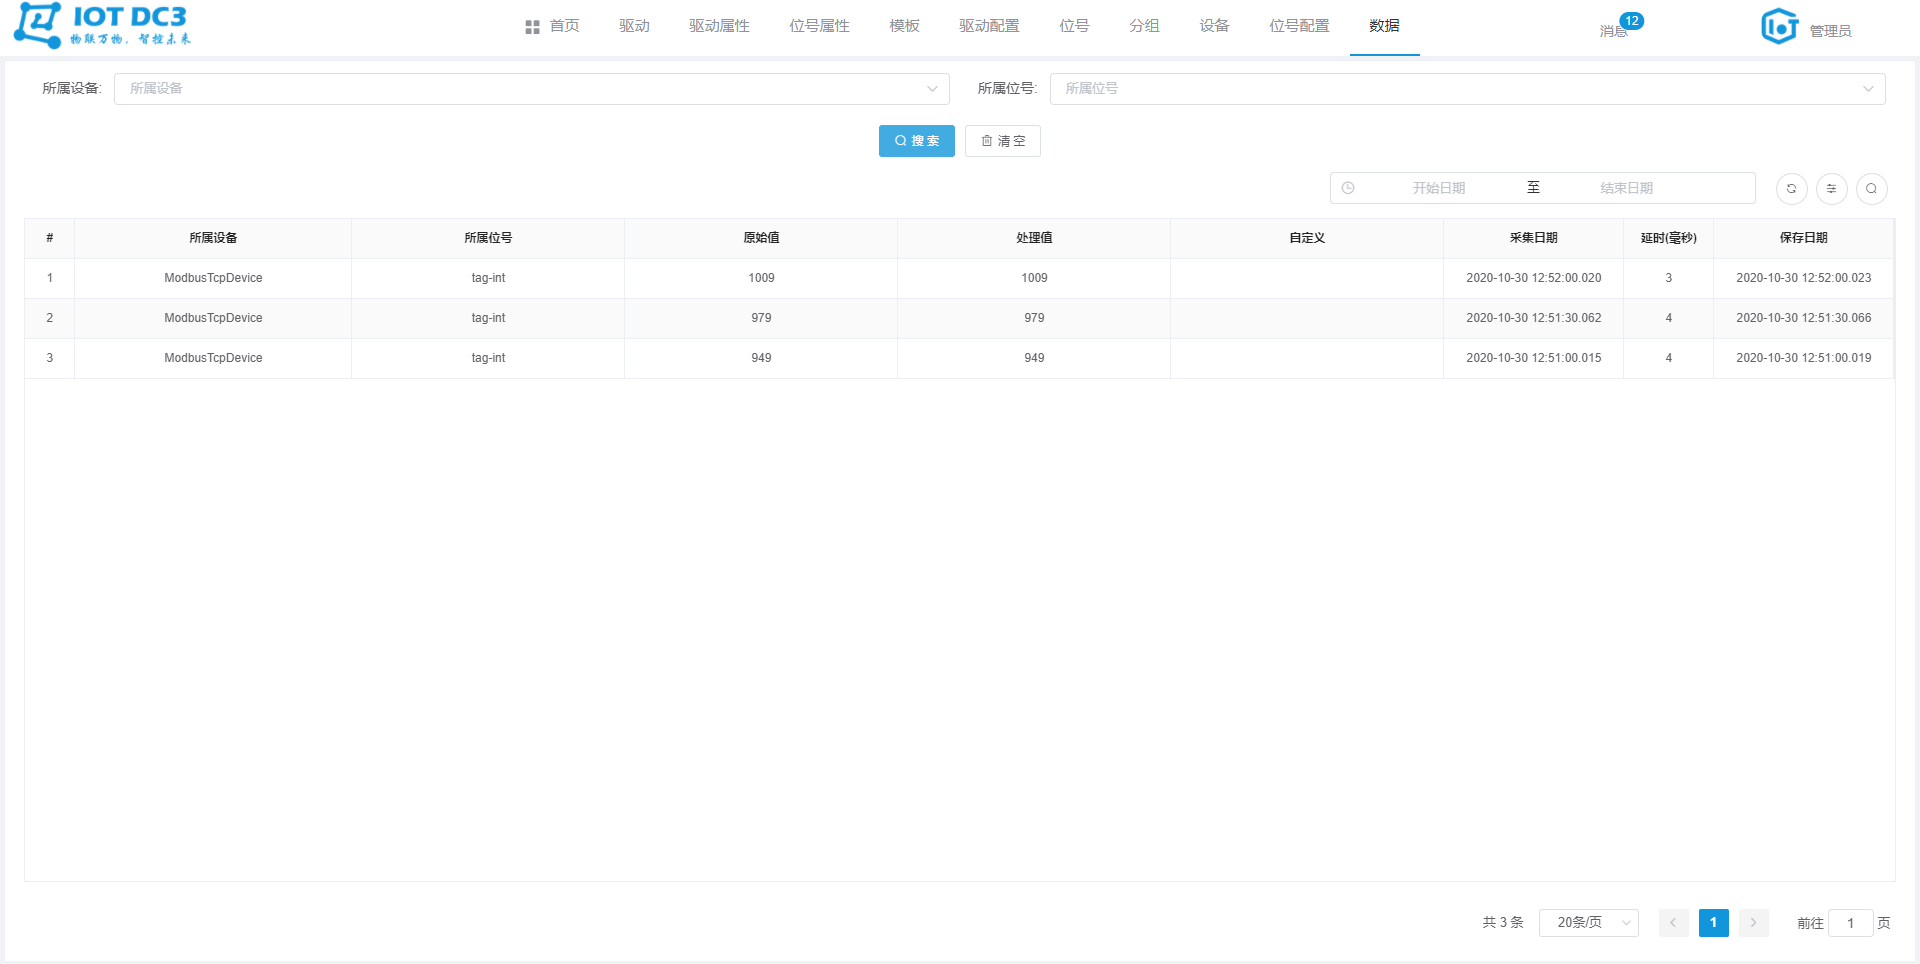 IOT DC3
物联万物，智控未来
首页 驱动 驱动属性 位号属性 模板 驱动配置 位号 分组 设备 位号配置 数据
消息 12
IoT 管理员
所属设备: 所属设备 所属位号: 所属位号
搜 索 清 空
开始日期 至 结束日期
# 所属设备 所属位号 原始值 处理值 自定义 采集日期 延时(毫秒) 保存日期
1 ModbusTcpDevice tag-int 1009 1009 2020-10-30 12:52:00.020 3 2020-10-30 12:52:00.023
2 ModbusTcpDevice tag-int 979 979 2020-10-30 12:51:30.062 4 2020-10-30 12:51:30.066
3 ModbusTcpDevice tag-int 949 949 2020-10-30 12:51:00.015 4 2020-10-30 12:51:00.019
共 3 条 20条/页 1 前往 1 页